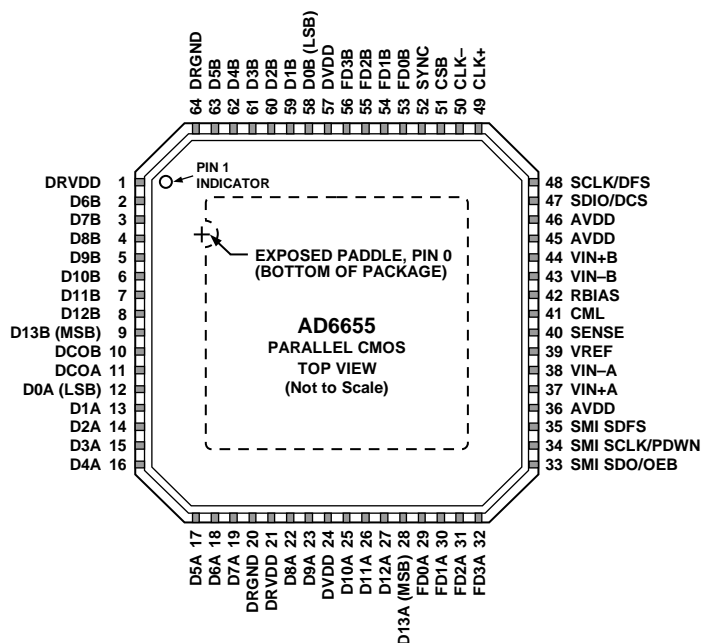 64 DRGND
63 D5B
62 D4B
61 D3B
60 D2B
59 D1B
58 D0B (LSB)
57 DVDD
56 FD3B
55 FD2B
54 FD1B
53 FD0B
52 SYNC
51 CSB
50 CLK–
49 CLK+
PIN 1
INDICATOR
DRVDD 1
D6B 2
D7B 3
D8B 4
D9B 5
D10B 6
D11B 7
D12B 8
D13B (MSB) 9
DCOB 10
DCOA 11
D0A (LSB) 12
D1A 13
D2A 14
D3A 15
D4A 16
EXPOSED PADDLE, PIN 0
(BOTTOM OF PACKAGE)
AD6655
PARALLEL CMOS
TOP VIEW
(Not to Scale)
48 SCLK/DFS
47 SDIO/DCS
46 AVDD
45 AVDD
44 VIN+B
43 VIN–B
42 RBIAS
41 CML
40 SENSE
39 VREF
38 VIN–A
37 VIN+A
36 AVDD
35 SMI SDFS
34 SMI SCLK/PDWN
33 SMI SDO/OEB
D5A 17
D6A 18
D7A 19
DRGND 20
DRVDD 21
D8A 22
D9A 23
DVDD 24
D10A 25
D11A 26
D12A 27
D13A (MSB) 28
FD0A 29
FD1A 30
FD2A 31
FD3A 32